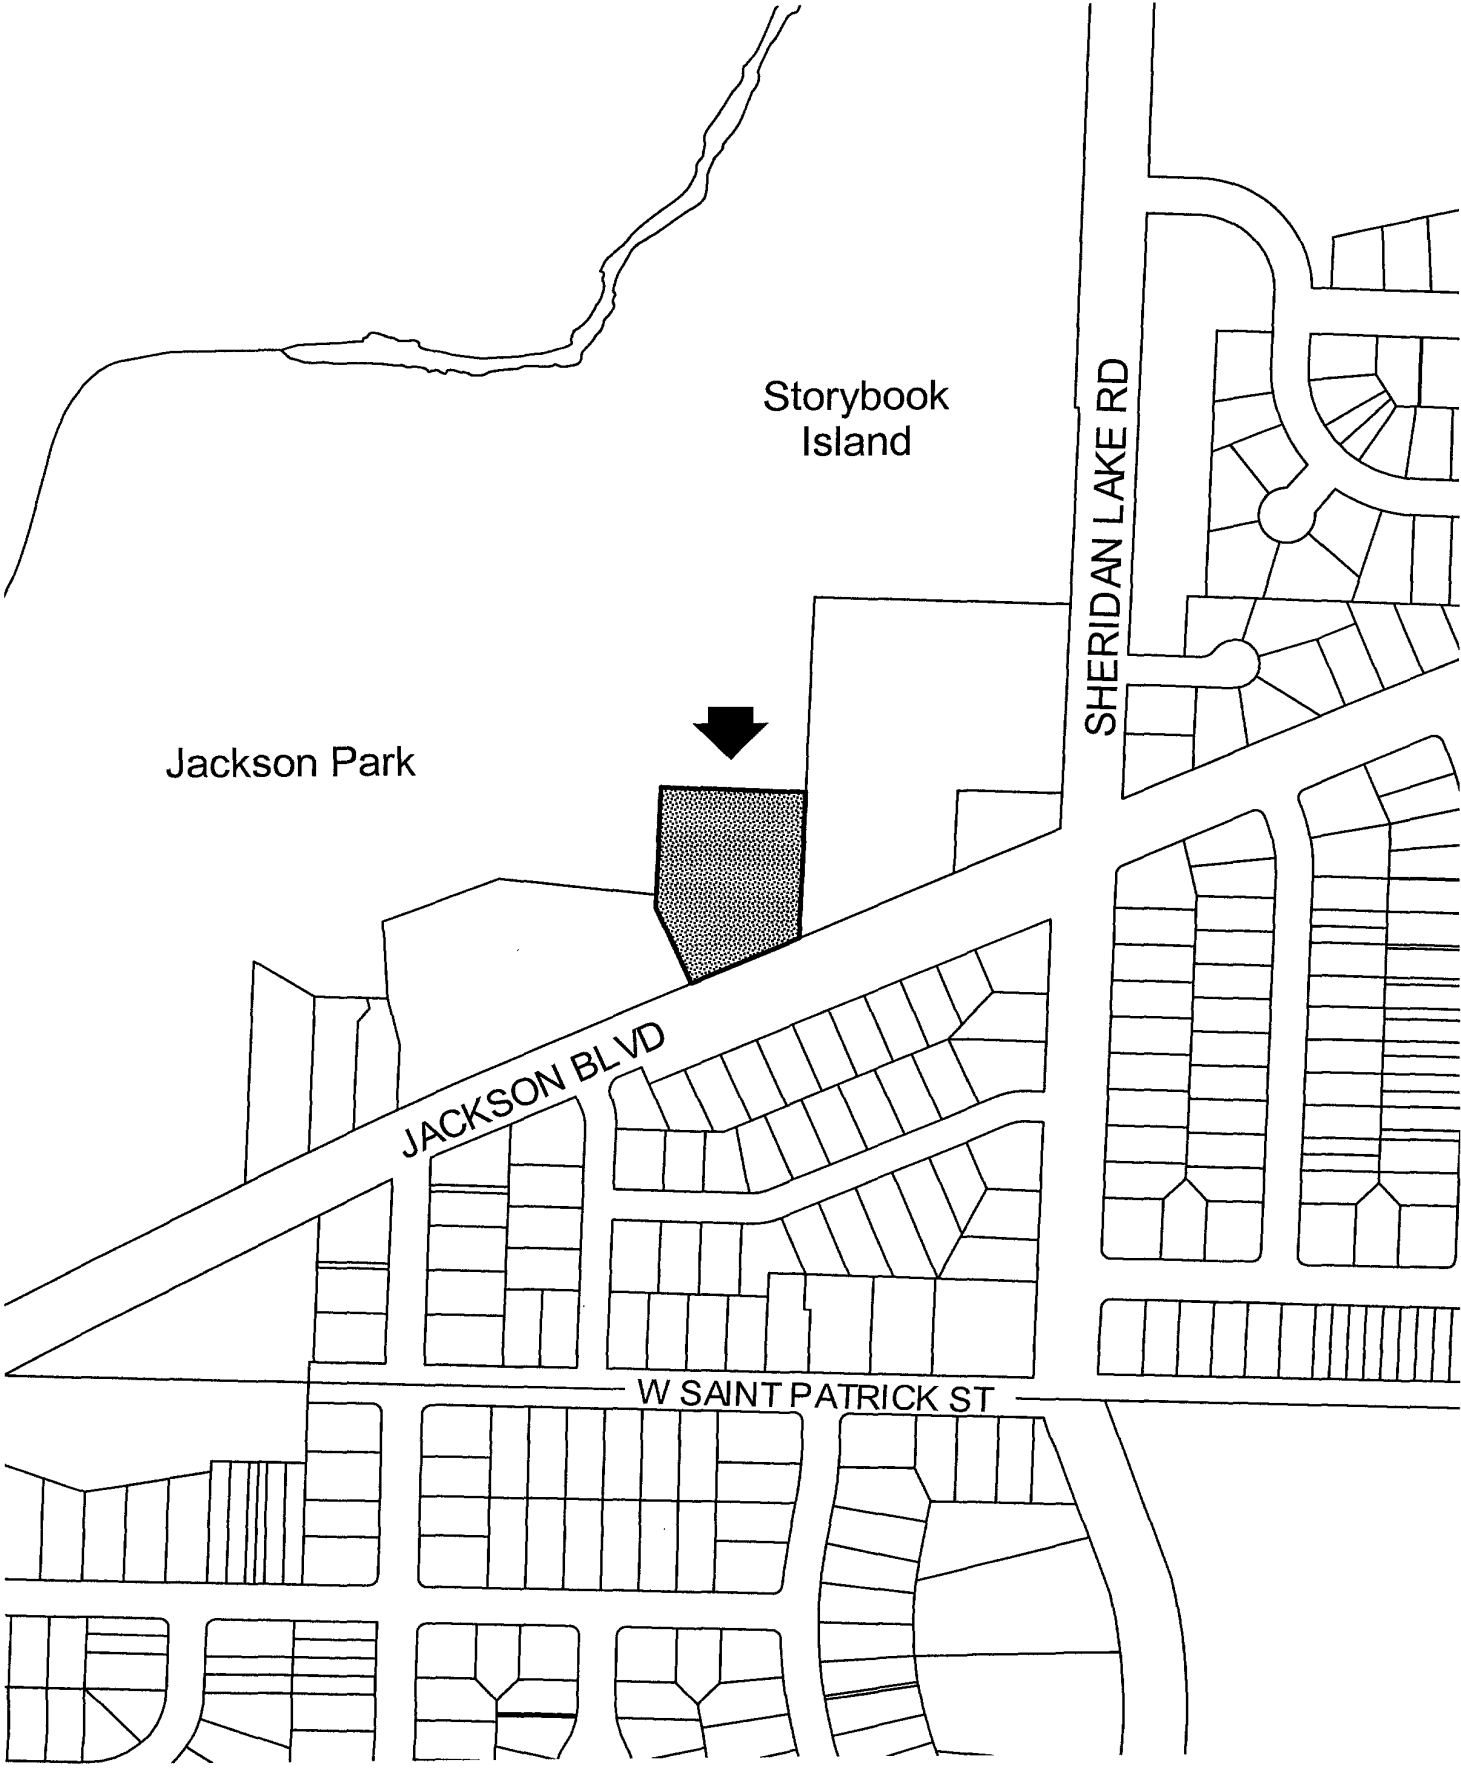 Storybook
Island
SHERIDAN LAKE RD
Jackson Park
JACKSON BLVD
W SAINT PATRICK ST